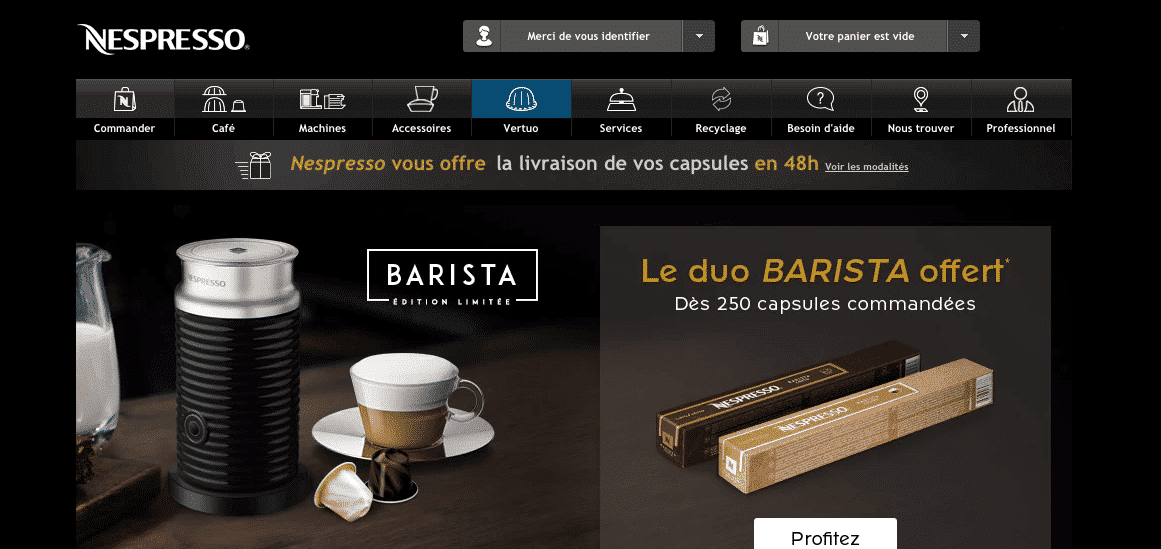 NESPRESSO
Merci de vous identifier
Votre panier est vide
Commander
Café
Machines
Accessoires
Vertuo
Services
Recyclage
Besoin d'aide
Nous trouver
Professionnel
Nespresso vous offre la livraison de vos capsules en 48h Voir les modalités
BARISTA
ÉDITION LIMITÉE
NESPRESSO
Le duo BARISTA offert*
Dès 250 capsules commandées
NESPRESSO
BARISTA
NESPRESSO
Profitez